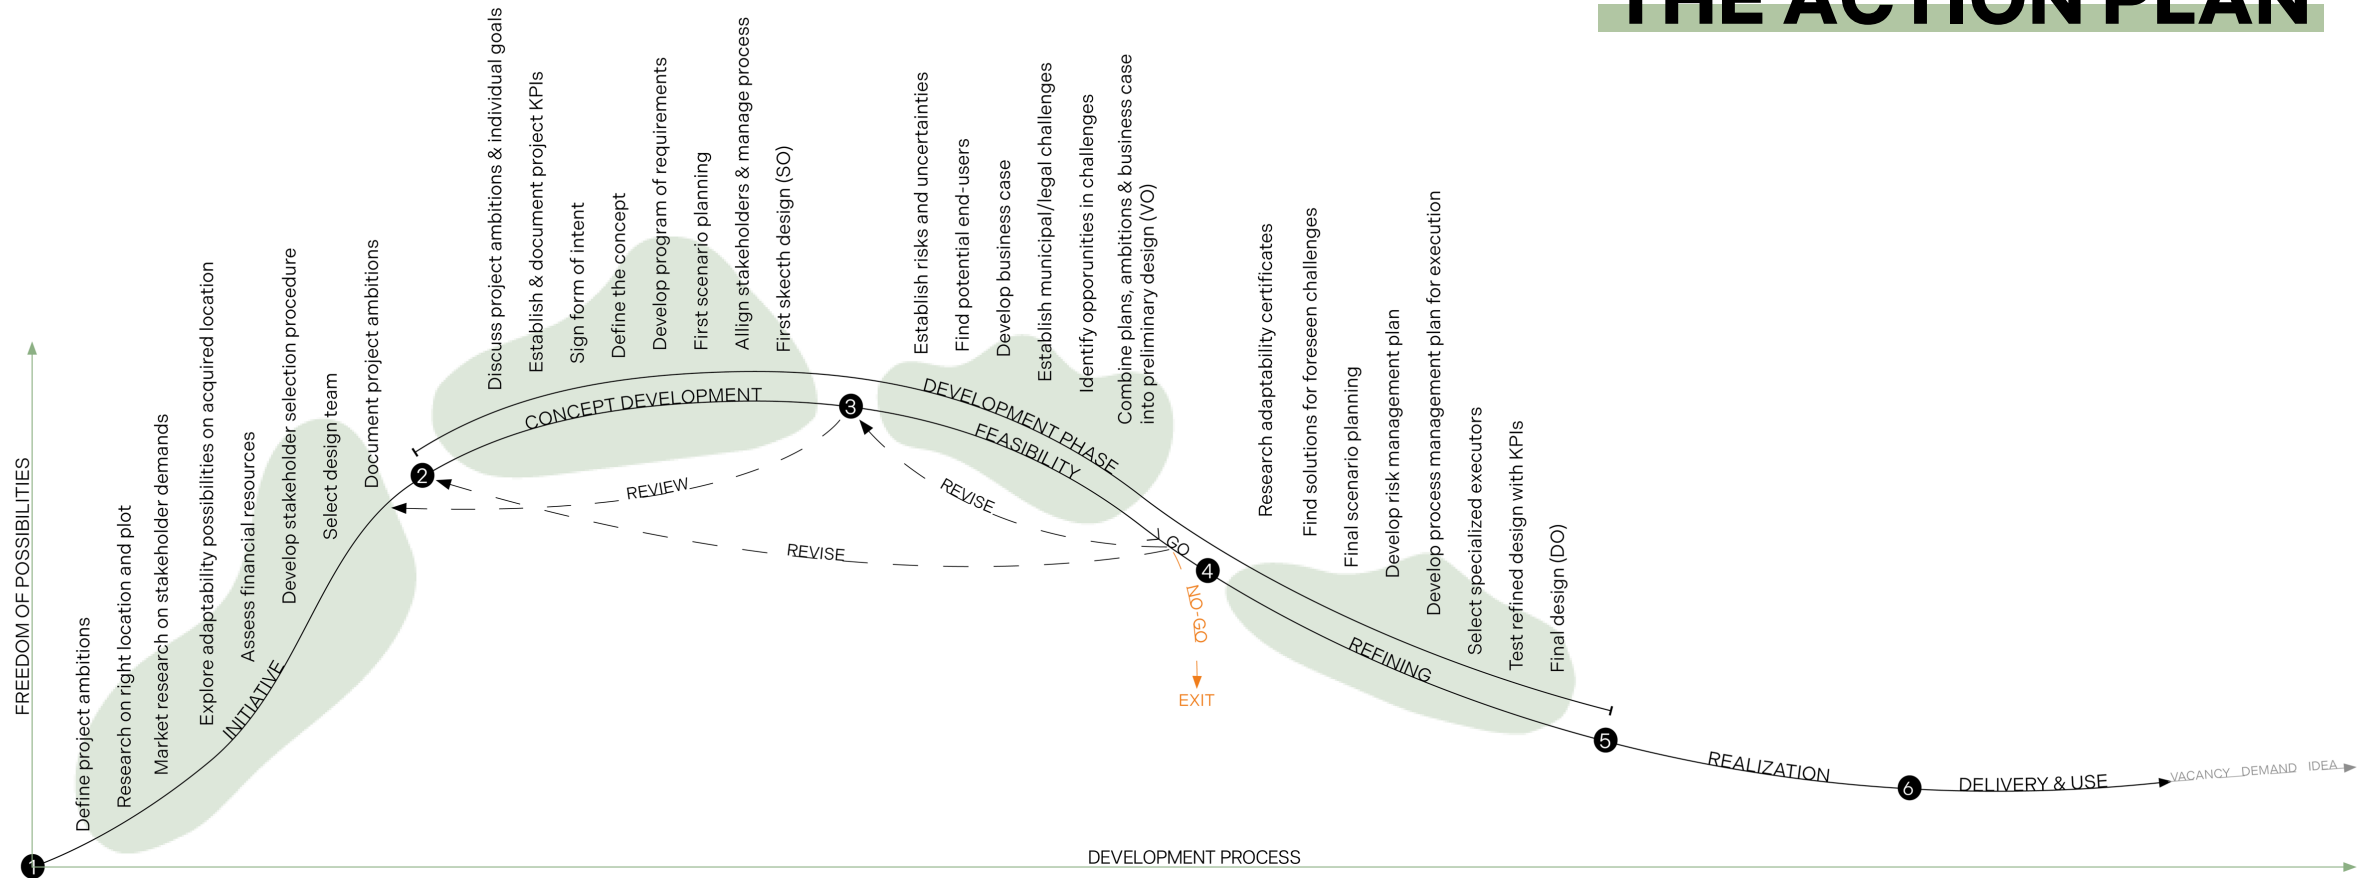 THE ACTION PLAN
FREEDOM OF POSSIBILITIES
DEVELOPMENT PROCESS
1
Define project ambitions
Research on right location and plot
Market research on stakeholder demands
Explore adaptability possibilities on acquired location
Assess financial resources
Develop stakeholder selection procedure
Select design team
Document project ambitions
INITIATIVE
2
Discuss project ambitions & individual goals
Establish & document project KPIs
Sign form of intent
Define the concept
Develop program of requirements
First scenario planning
Allign stakeholders & manage process
First skecth design (SO)
CONCEPT DEVELOPMENT
3
DEVELOPMENT PHASE
Establish risks and uncertainties
Find potential end-users
Develop business case
Establish municipal/legal challenges
Identify opporunities in challenges
Combine plans, ambitions & business case
into preliminary design (VO)
FEASIBILITY
REVIEW
REVISE
REVISE
GO
NO-GO
EXIT
4
Research adaptability certificates
Find solutions for foreseen challenges
Final scenario planning
Develop risk management plan
Develop process management plan for execution
Select specialized executors
Test refined design with KPIs
Final design (DO)
REFINING
5
REALIZATION
6
DELIVERY & USE
VACANCY DEMAND IDEA